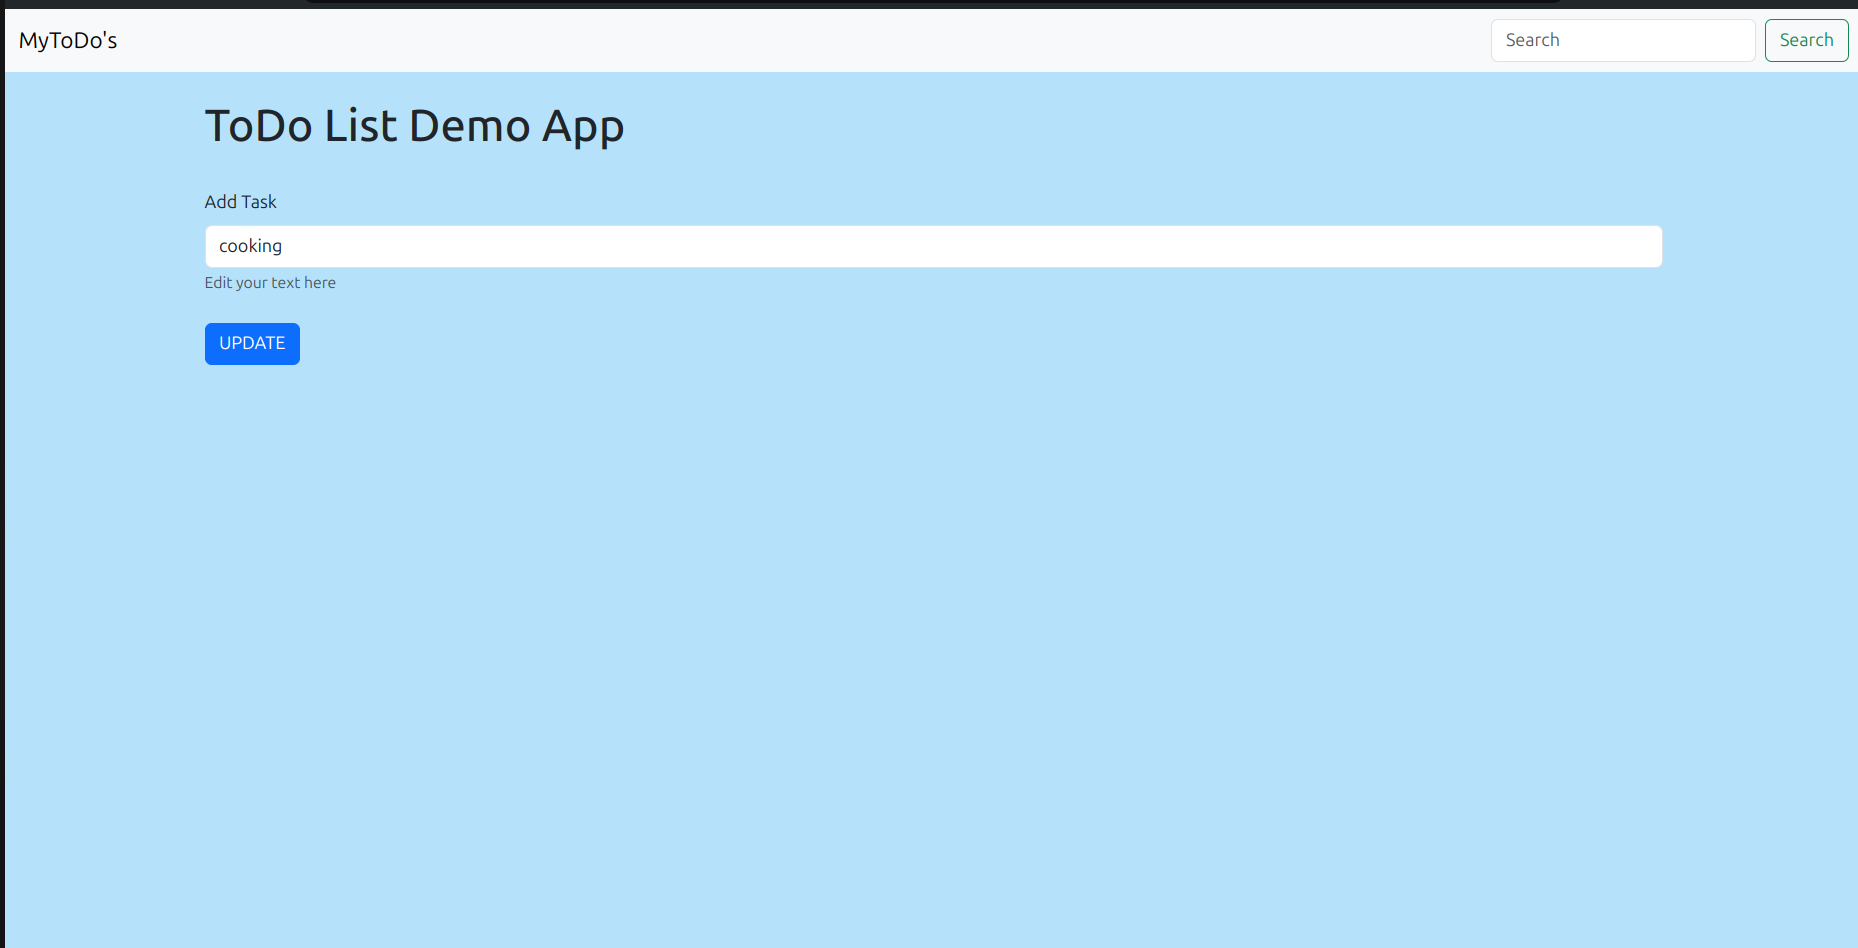 MyToDo's
Search Search
ToDo List Demo App
Add Task
cooking
Edit your text here
UPDATE